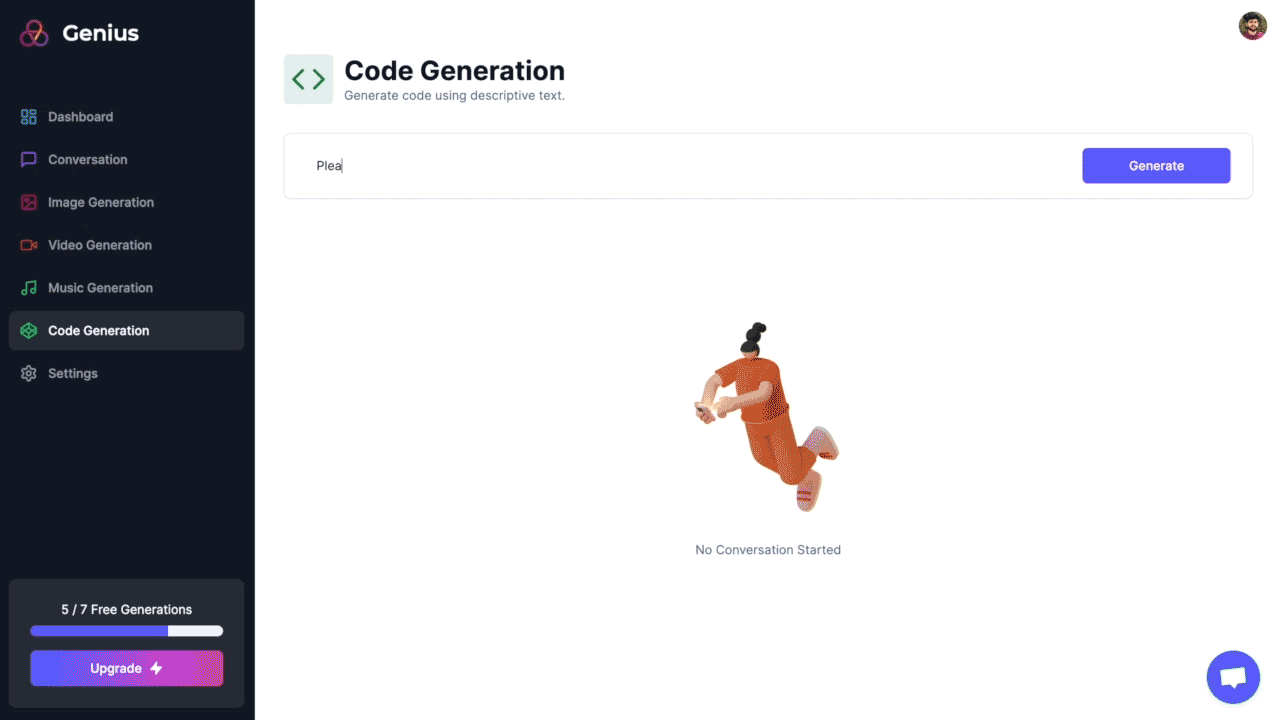 Genius
Dashboard
Conversation
Image Generation
Video Generation
Music Generation
Code Generation
Settings
5 / 7 Free Generations
Upgrade
Code Generation
Generate code using descriptive text.
Plea
Generate
No Conversation Started